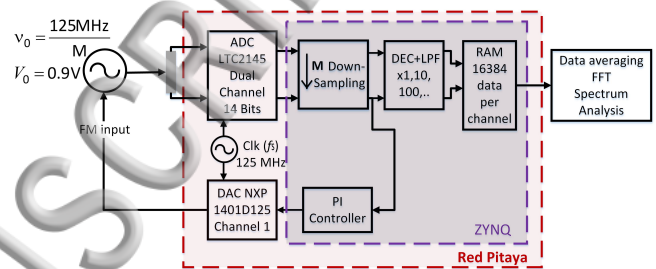 ν₀ = 125MHz
M
V₀ = 0.9V
FM input
ADC
LTC2145
Dual
Channel
14 Bits
Clk (fs)
125 MHz
DAC NXP
1401D125
Channel 1
M Down-
Sampling
DEC+LPF
x1,10,
100,..
RAM
16384
data
per
channel
PI
Controller
ZYNQ
Red Pitaya
Data averaging
FFT
Spectrum
Analysis